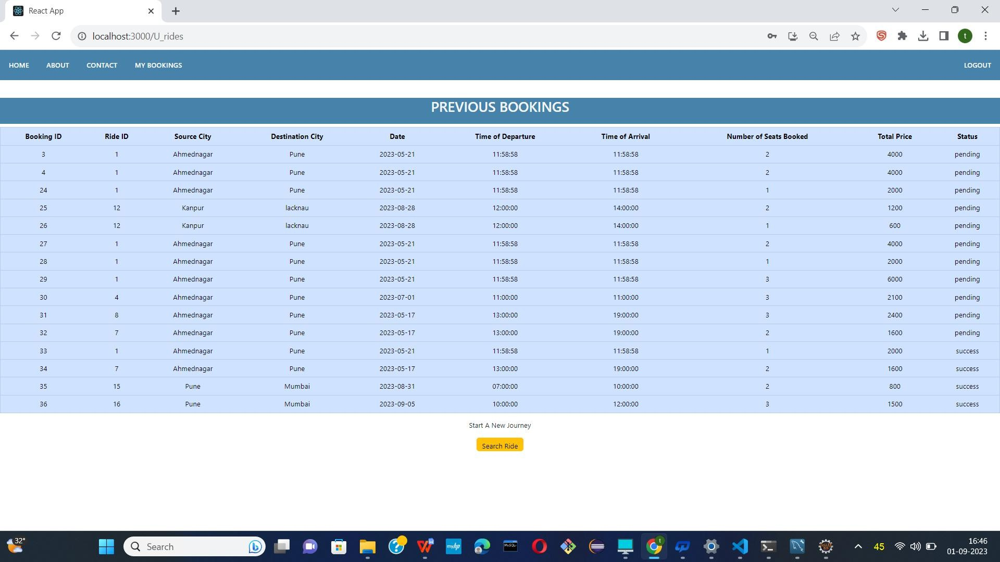 React App
localhost:3000/U_rides
t
HOME ABOUT CONTACT MY BOOKINGS LOGOUT
PREVIOUS BOOKINGS
Booking ID Ride ID Source City Destination City Date Time of Departure Time of Arrival Number of Seats Booked Total Price Status
3 1 Ahmednagar Pune 2023-05-21 11:58:58 11:58:58 2 4000 pending
4 1 Ahmednagar Pune 2023-05-21 11:58:58 11:58:58 2 4000 pending
24 1 Ahmednagar Pune 2023-05-21 11:58:58 11:58:58 1 2000 pending
25 12 Kanpur lacknau 2023-08-28 12:00:00 14:00:00 2 1200 pending
26 12 Kanpur lacknau 2023-08-28 12:00:00 14:00:00 1 600 pending
27 1 Ahmednagar Pune 2023-05-21 11:58:58 11:58:58 2 4000 pending
28 1 Ahmednagar Pune 2023-05-21 11:58:58 11:58:58 1 2000 pending
29 1 Ahmednagar Pune 2023-05-21 11:58:58 11:58:58 3 6000 pending
30 4 Ahmednagar Pune 2023-07-01 11:00:00 11:00:00 3 2100 pending
31 8 Ahmednagar Pune 2023-05-17 13:00:00 19:00:00 3 2400 pending
32 7 Ahmednagar Pune 2023-05-17 13:00:00 19:00:00 2 1600 pending
33 1 Ahmednagar Pune 2023-05-21 11:58:58 11:58:58 1 2000 success
34 7 Ahmednagar Pune 2023-05-17 13:00:00 19:00:00 2 1600 success
35 15 Pune Mumbai 2023-08-31 07:00:00 10:00:00 2 800 success
36 16 Pune Mumbai 2023-09-05 10:00:00 12:00:00 3 1500 success
Start A New Journey
Search Ride
32°
Search
myhp
t
45
16:46
01-09-2023